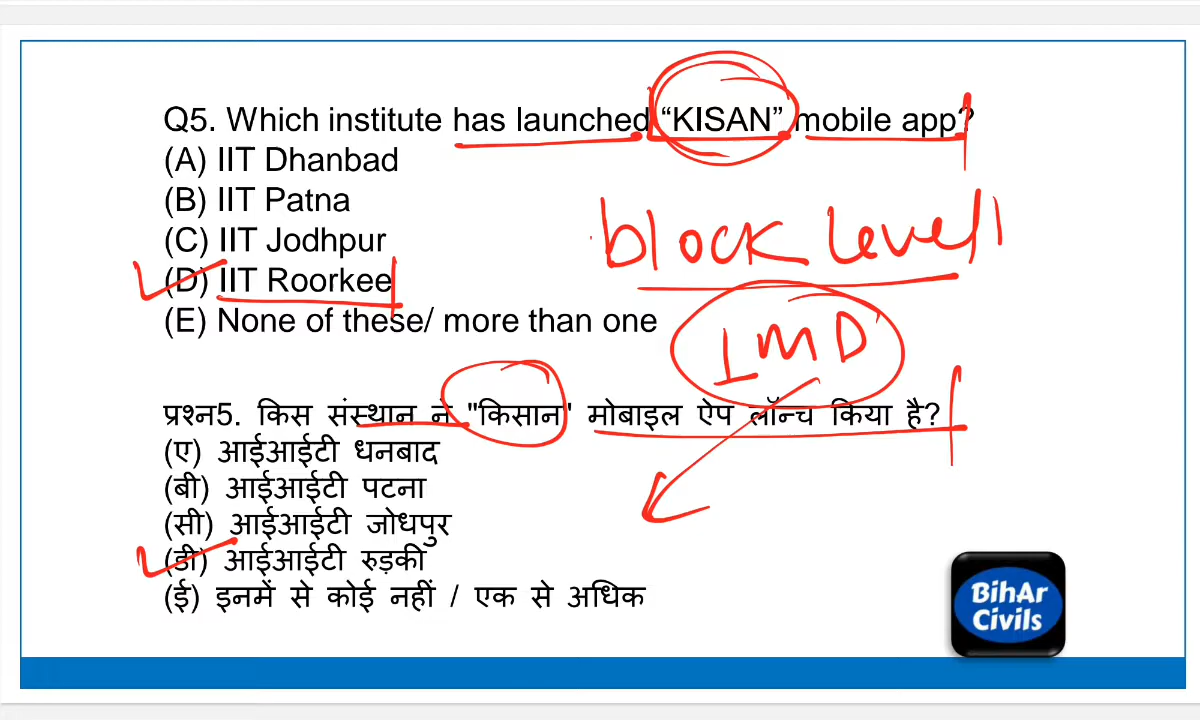 Q5. Which institute has launched “KISAN” mobile app?
(A) IIT Dhanbad
(B) IIT Patna
(C) IIT Jodhpur
block level
(D) IIT Roorkee
(E) None of these/ more than one
IMD
प्रश्न5. किस संस्थान ने "किसान" मोबाइल ऐप लॉन्च किया है?
(ए) आईआईटी धनबाद
(बी) आईआईटी पटना
(सी) आईआईटी जोधपुर
(डी) आईआईटी रुड़की
(ई) इनमें से कोई नहीं / एक से अधिक
BihAr
Civils